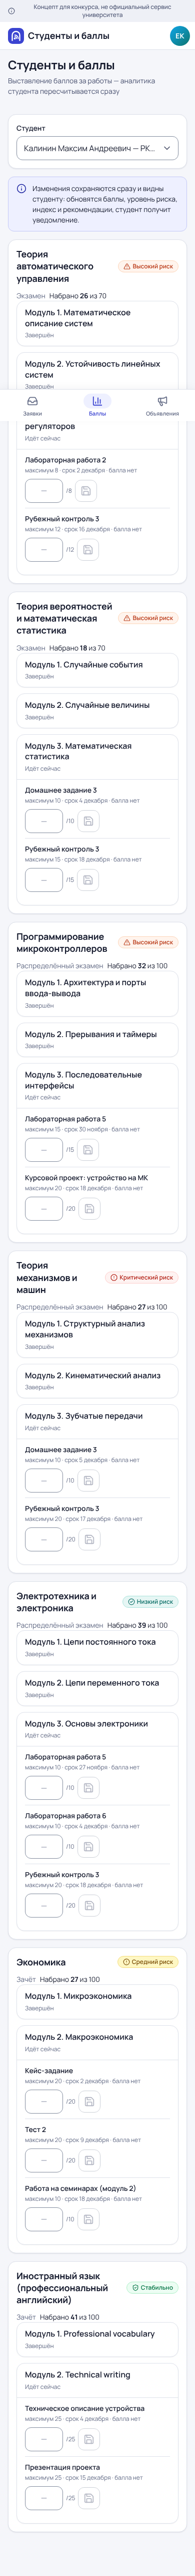 Концепт для конкурса, не официальный сервис
университета
Студенты и баллы
ЕК
Студенты и баллы
Выставление баллов за работы — аналитика
студента пересчитывается сразу
Студент
Калинин Максим Андреевич — РК...
Изменения сохраняются сразу и видны
студенту: обновятся баллы, уровень риска,
индекс и рекомендации, студент получит
уведомление.
Теория
автоматического
управления
Высокий риск
Экзамен Набрано 26 из 70
Модуль 1. Математическое
описание систем
Завершён
Модуль 2. Устойчивость линейных
систем
Завершён
Заявки
Баллы
Объявления
регуляторов
Идёт сейчас
Лабораторная работа 2
максимум 8 · срок 2 декабря · балла нет
— /8
Рубежный контроль 3
максимум 12 · срок 16 декабря · балла нет
— /12
Теория вероятностей
и математическая
статистика
Высокий риск
Экзамен Набрано 18 из 70
Модуль 1. Случайные события
Завершён
Модуль 2. Случайные величины
Завершён
Модуль 3. Математическая
статистика
Идёт сейчас
Домашнее задание 3
максимум 10 · срок 4 декабря · балла нет
— /10
Рубежный контроль 3
максимум 15 · срок 18 декабря · балла нет
— /15
Программирование
микроконтроллеров
Высокий риск
Распределённый экзамен Набрано 32 из 100
Модуль 1. Архитектура и порты
ввода-вывода
Завершён
Модуль 2. Прерывания и таймеры
Завершён
Модуль 3. Последовательные
интерфейсы
Идёт сейчас
Лабораторная работа 5
максимум 15 · срок 30 ноября · балла нет
— /15
Курсовой проект: устройство на МК
максимум 20 · срок 18 декабря · балла нет
— /20
Теория
механизмов и
машин
Критический риск
Распределённый экзамен Набрано 27 из 100
Модуль 1. Структурный анализ
механизмов
Завершён
Модуль 2. Кинематический анализ
Завершён
Модуль 3. Зубчатые передачи
Идёт сейчас
Домашнее задание 3
максимум 10 · срок 5 декабря · балла нет
— /10
Рубежный контроль 3
максимум 20 · срок 17 декабря · балла нет
— /20
Электротехника и
электроника
Низкий риск
Распределённый экзамен Набрано 39 из 100
Модуль 1. Цепи постоянного тока
Завершён
Модуль 2. Цепи переменного тока
Завершён
Модуль 3. Основы электроники
Идёт сейчас
Лабораторная работа 5
максимум 10 · срок 27 ноября · балла нет
— /10
Лабораторная работа 6
максимум 10 · срок 4 декабря · балла нет
— /10
Рубежный контроль 3
максимум 20 · срок 18 декабря · балла нет
— /20
Экономика
Средний риск
Зачёт Набрано 27 из 100
Модуль 1. Микроэкономика
Завершён
Модуль 2. Макроэкономика
Идёт сейчас
Кейс-задание
максимум 20 · срок 2 декабря · балла нет
— /20
Тест 2
максимум 20 · срок 9 декабря · балла нет
— /20
Работа на семинарах (модуль 2)
максимум 10 · срок 18 декабря · балла нет
— /10
Иностранный язык
(профессиональный
английский)
Стабильно
Зачёт Набрано 41 из 100
Модуль 1. Professional vocabulary
Завершён
Модуль 2. Technical writing
Идёт сейчас
Техническое описание устройства
максимум 25 · срок 4 декабря · балла нет
— /25
Презентация проекта
максимум 25 · срок 15 декабря · балла нет
— /25